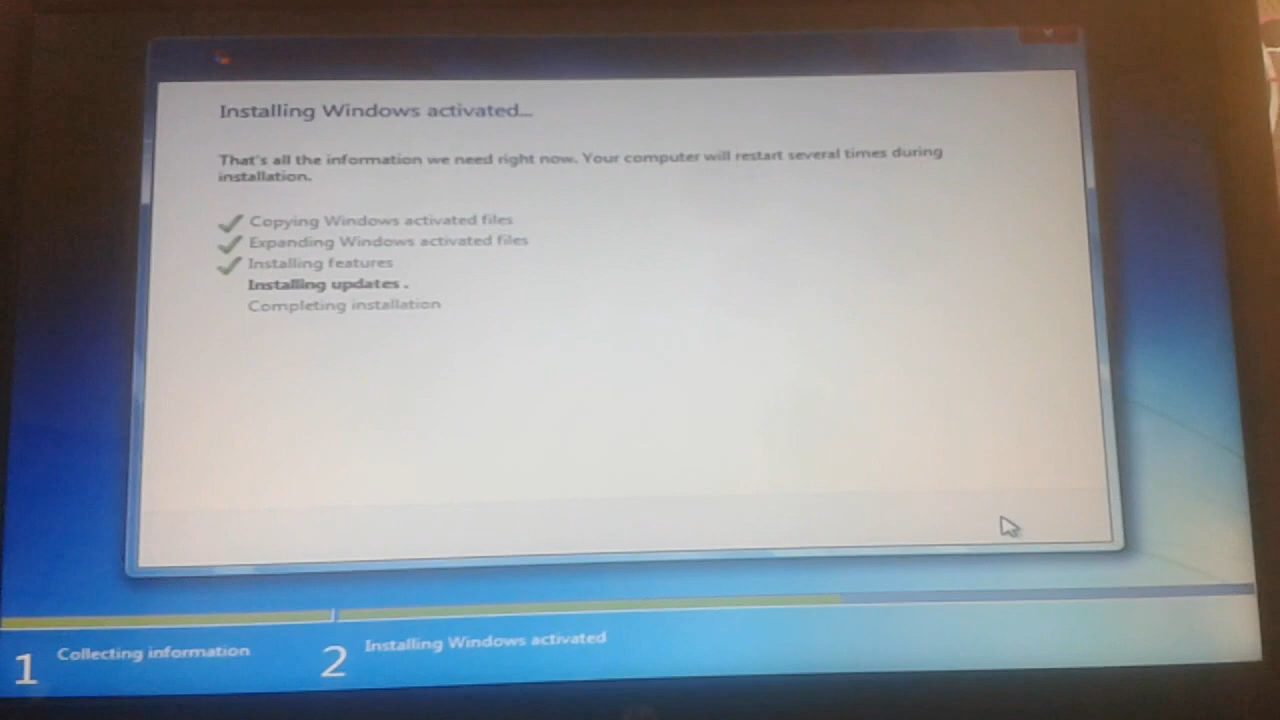 Installing Windows activated...
That's all the information we need right now. Your computer will restart several times during
installation.
Copying Windows activated files
Expanding Windows activated files
Installing features
Installing updates .
Completing installation
1 Collecting information
2 Installing Windows activated